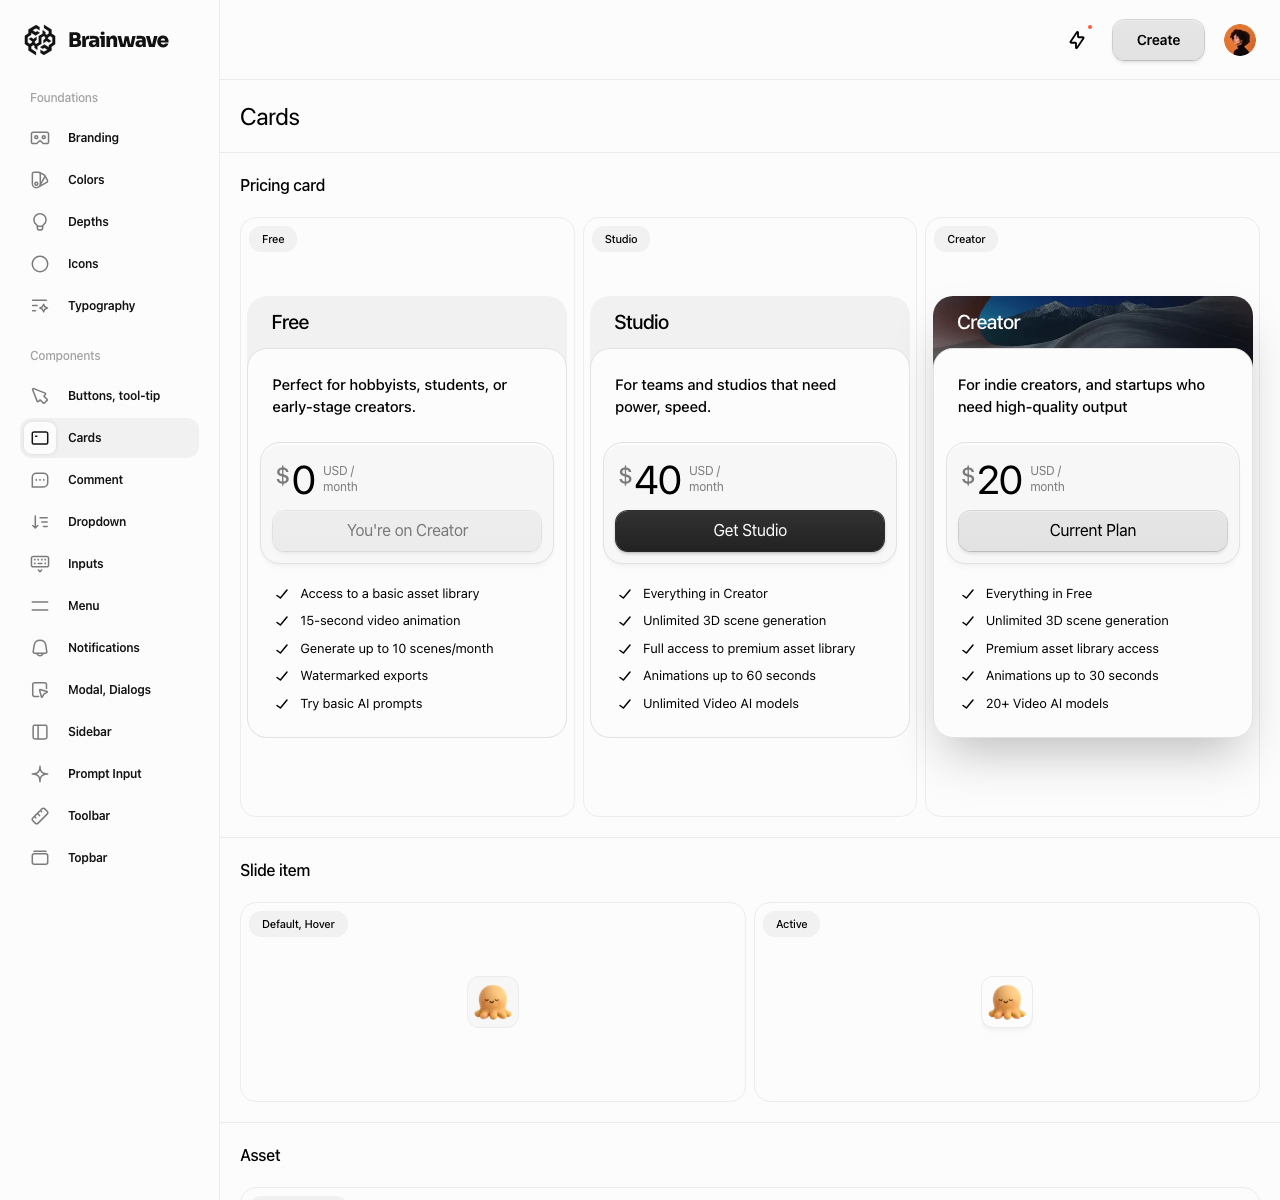 Brainwave
Create
Foundations
Branding
Colors
Depths
Icons
Typography
Components
Buttons, tool-tip
Cards
Comment
Dropdown
Inputs
Menu
Notifications
Modal, Dialogs
Sidebar
Prompt Input
Toolbar
Topbar
Cards
Pricing card
Free
Free
Perfect for hobbyists, students, or
early-stage creators.
$0 USD /
month
You're on Creator
Access to a basic asset library
15-second video animation
Generate up to 10 scenes/month
Watermarked exports
Try basic AI prompts
Studio
Studio
For teams and studios that need
power, speed.
$40 USD /
month
Get Studio
Everything in Creator
Unlimited 3D scene generation
Full access to premium asset library
Animations up to 60 seconds
Unlimited Video AI models
Creator
Creator
For indie creators, and startups who
need high-quality output
$20 USD /
month
Current Plan
Everything in Free
Unlimited 3D scene generation
Premium asset library access
Animations up to 30 seconds
20+ Video AI models
Slide item
Default, Hover
Active
Asset